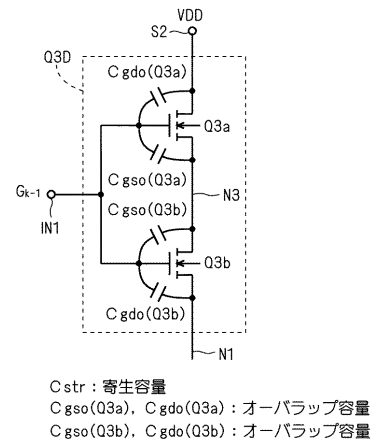 VDD
S2
Q3D
Cgdo(Q3a)
Q3a
Cgso(Q3a)
Gk-1
N3
Cgso(Q3b)
IN1
Q3b
Cgdo(Q3b)
N1
Cstr：寄生容量
Cgso(Q3a), Cgdo(Q3a)：オーバラップ容量
Cgso(Q3b), Cgdo(Q3b)：オーバラップ容量